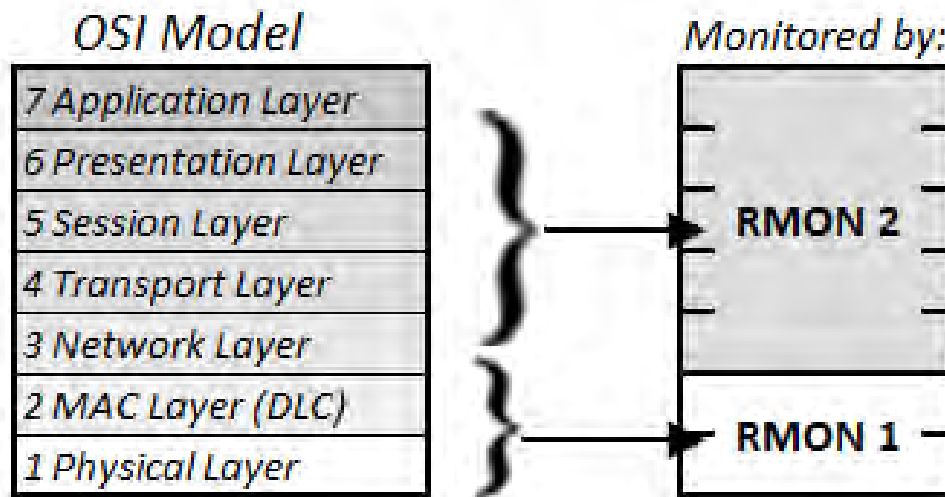 OSI Model
7 Application Layer
6 Presentation Layer
5 Session Layer
4 Transport Layer
3 Network Layer
2 MAC Layer (DLC)
1 Physical Layer
Monitored by:
RMON 2
RMON 1